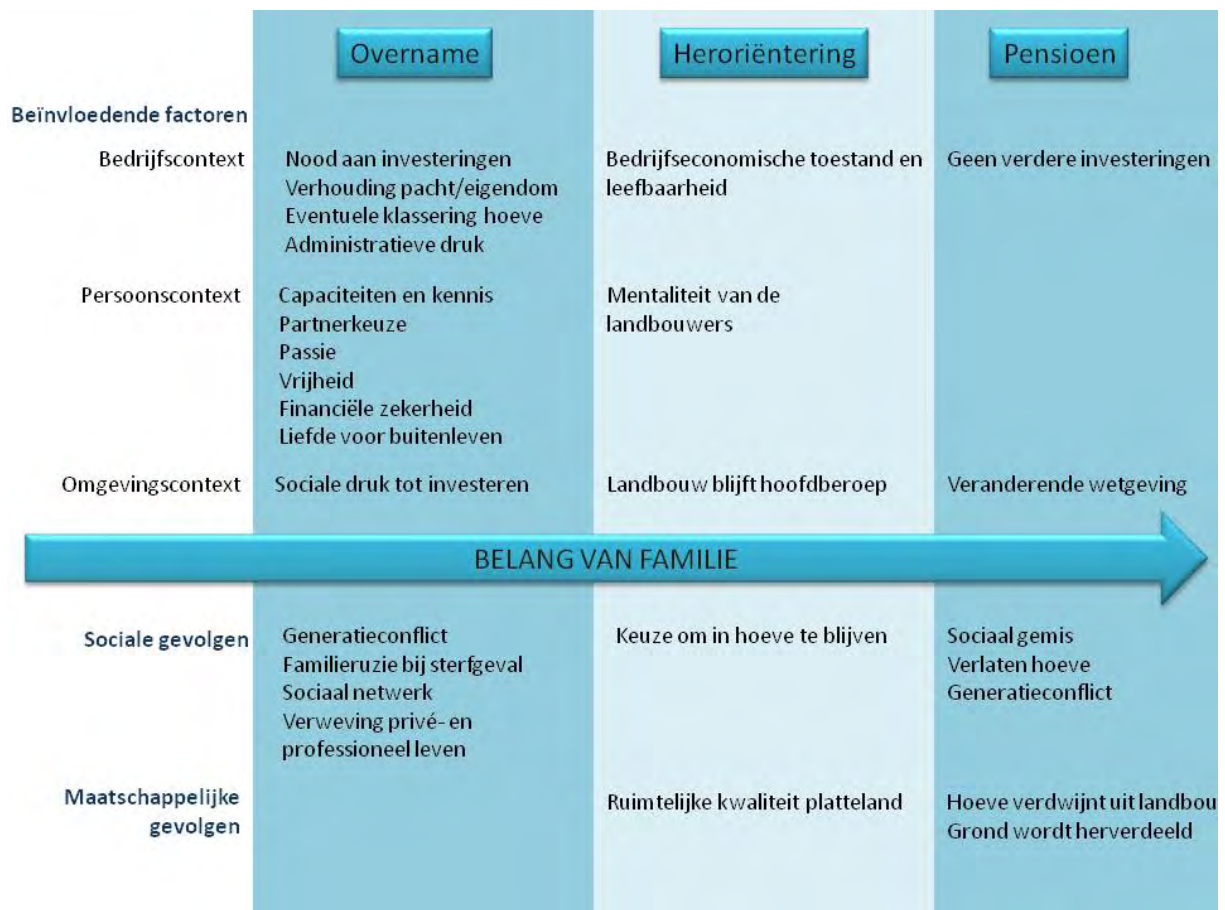 Overname Heroriëntering Pensioen
Beïnvloedende factoren
Bedrijfscontext Nood aan investeringen Bedrijfseconomische toestand en Geen verdere investeringen
Verhouding pacht/eigendom leefbaarheid
Eventuele klassering hoeve
Administratieve druk
Persoonscontext Capaciteiten en kennis Mentaliteit van de
Partnerkeuze landbouwers
Passie
Vrijheid
Financiële zekerheid
Liefde voor buitenleven
Omgevingscontext Sociale druk tot investeren Landbouw blijft hoofdberoep Veranderende wetgeving
BELANG VAN FAMILIE
Sociale gevolgen Generatieconflict Keuze om in hoeve te blijven Sociaal gemis
Familieruzie bij sterfgeval Verlaten hoeve
Sociaal netwerk Generatieconflict
Verweving privé- en
professioneel leven
Maatschappelijke Ruimtelijke kwaliteit platteland Hoeve verdwijnt uit landbou
gevolgen Grond wordt herverdeeld